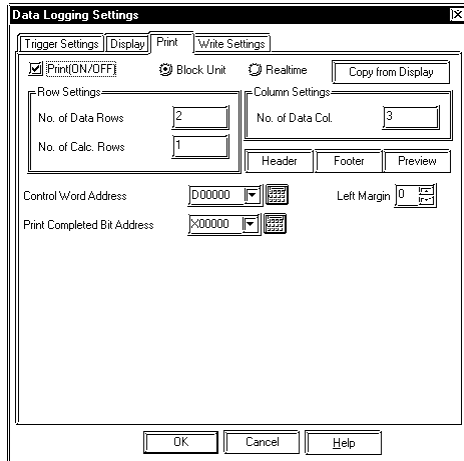 Data Logging Settings
Trigger Settings Display Print Write Settings
Print(ON/OFF) Block Unit Realtime Copy from Display
Row Settings Column Settings
No. of Data Rows 2 No. of Data Col. 3
No. of Calc. Rows 1
Header Footer Preview
Control Word Address D00000 Left Margin 0
Print Completed Bit Address X00000
OK Cancel Help